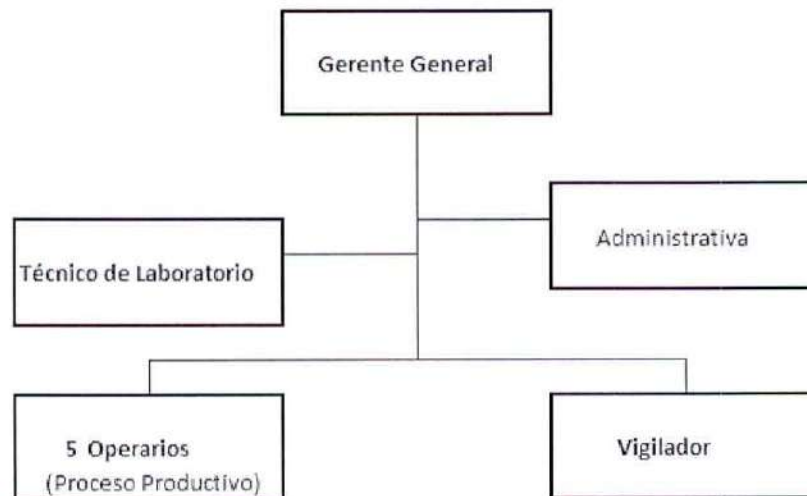 Gerente General
Administrativa
Técnico de Laboratorio
5 Operarios
(Proceso Productivo)
Vigilador